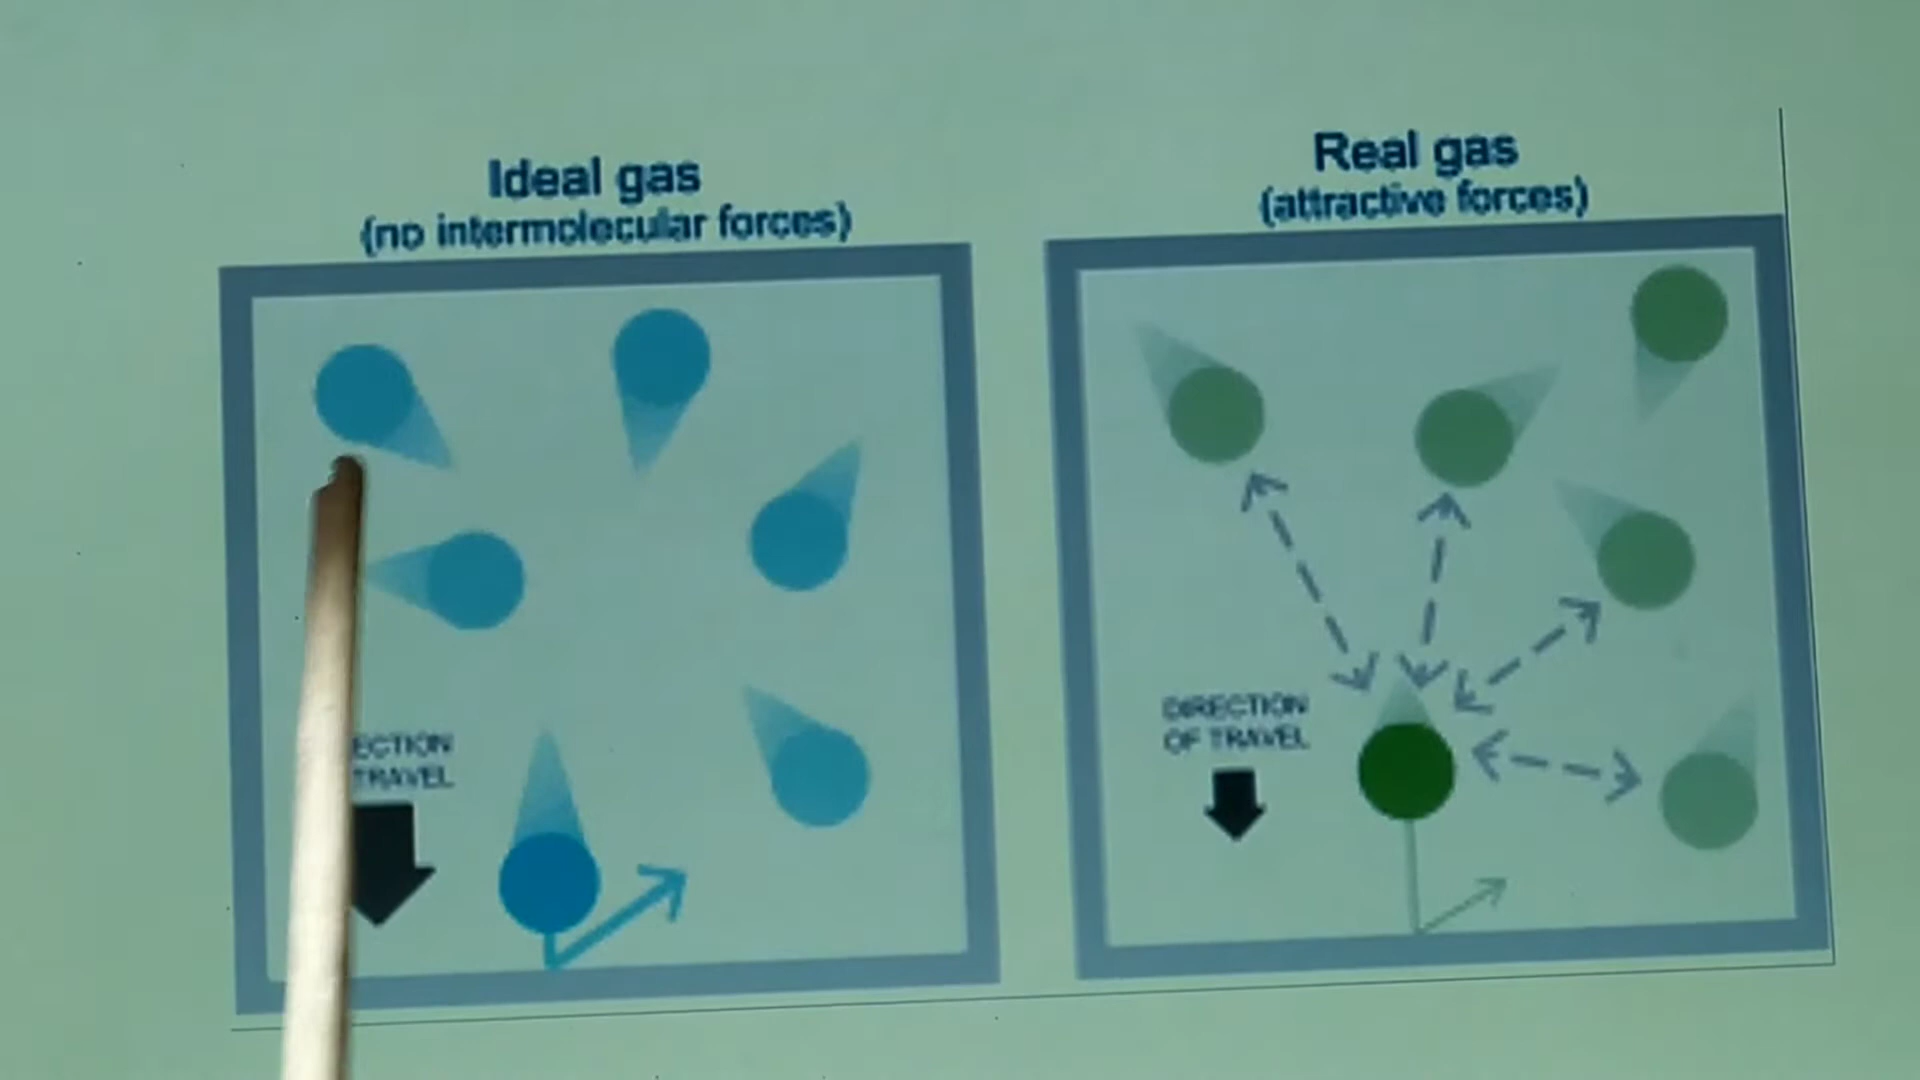 Ideal gas
(no intermolecular forces)
ECTION
TRAVEL
Real gas
(attractive forces)
DIRECTION
OF TRAVEL